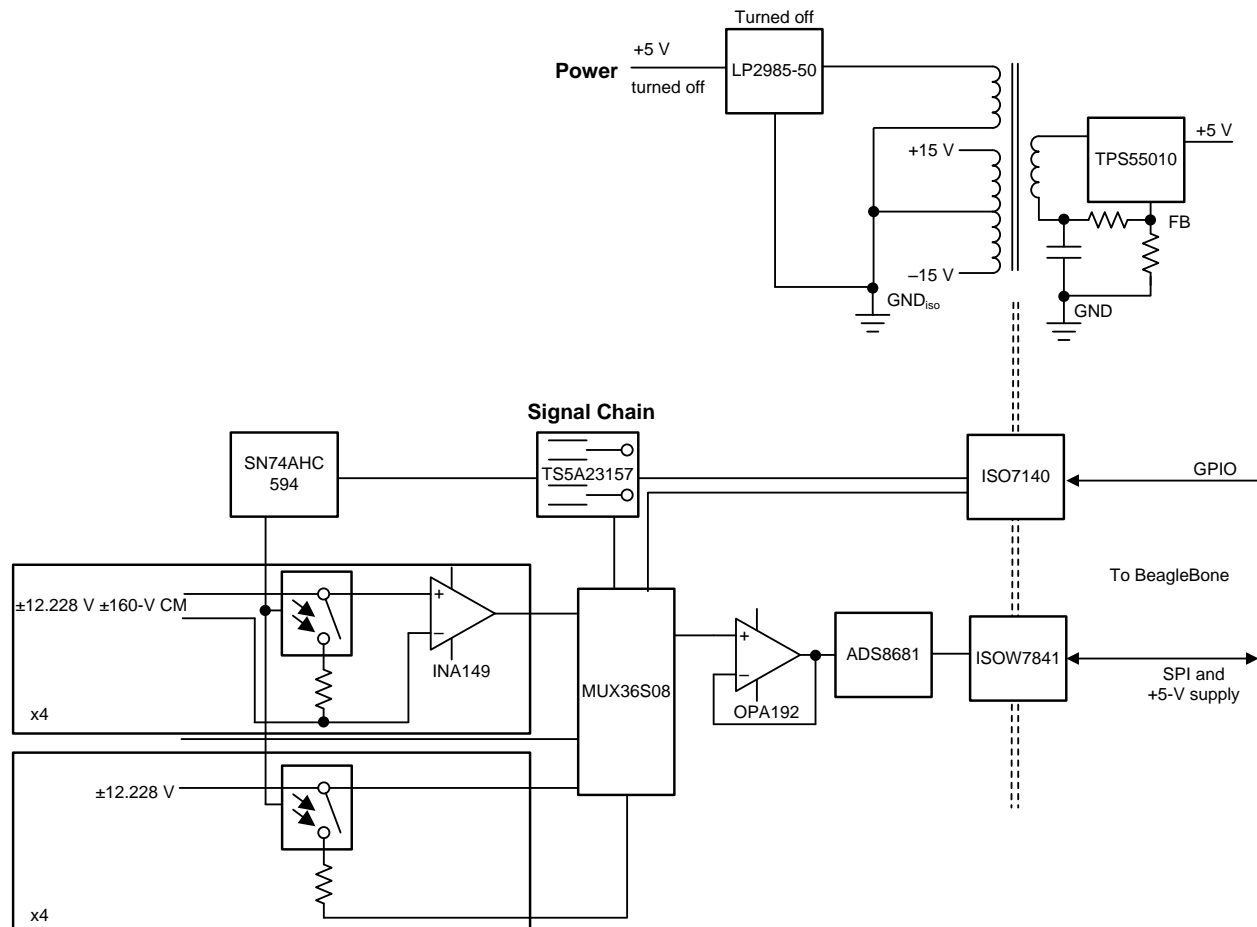 Turned off
+5 V
Power
turned off
LP2985-50
+15 V
–15 V
GNDiso
TPS55010
+5 V
FB
GND
Signal Chain
SN74AHC
594
TS5A23157
ISO7140
GPIO
±12.228 V ±160-V CM
+
–
INA149
x4
MUX36S08
+
–
OPA192
ADS8681
To BeagleBone
ISOW7841
SPI and
+5-V supply
±12.228 V
x4